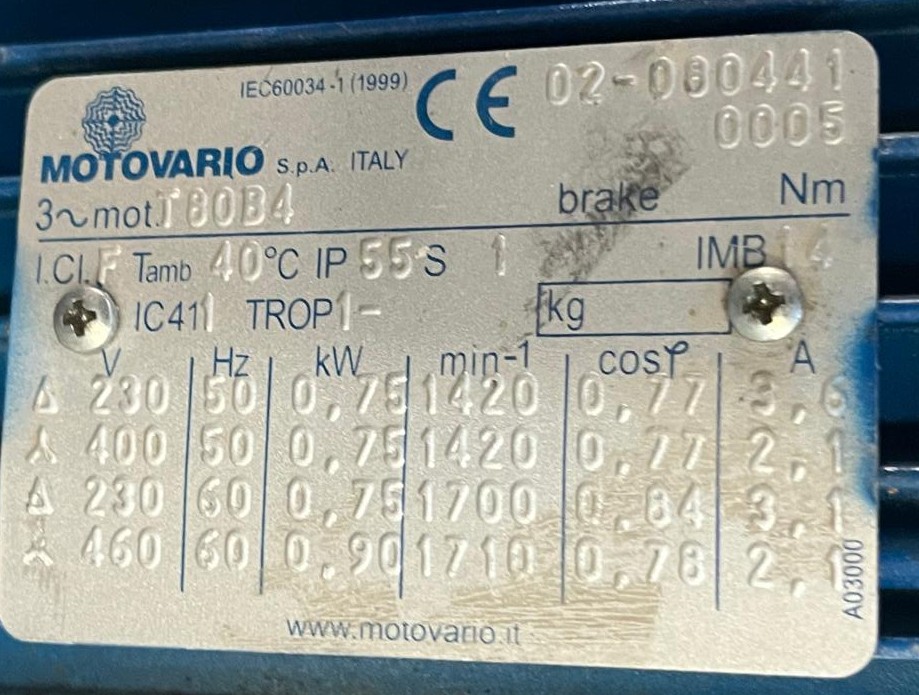 IEC60034-1 (1999) CE 02-080441
0005
MOTOVARIO S.p.A. ITALY
3~mot. T80B4 brake Nm
I.Cl. F Tamb 40°C IP 55 S 1 IMB 14
IC411 TROP1- kg
V Hz kW min-1 cosφ A
Δ 230 50 0,75 1420 0,77 3,6
⅄ 400 50 0,75 1420 0,77 2,1
Δ 230 60 0,75 1700 0,84 3,1
⅄ 460 60 0,90 1710 0,78 2,1
A03000
www.motovario.it